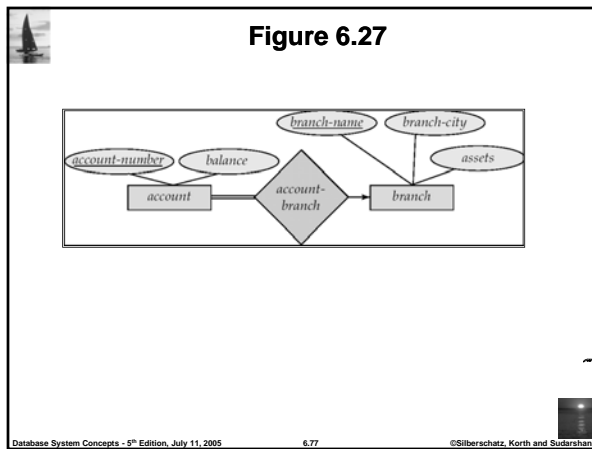 Figure 6.27
branch-name branch-city
account-number balance assets
account account-
branch branch
Database System Concepts - 5th Edition, July 11, 2005 6.77 ©Silberschatz, Korth and Sudarshan